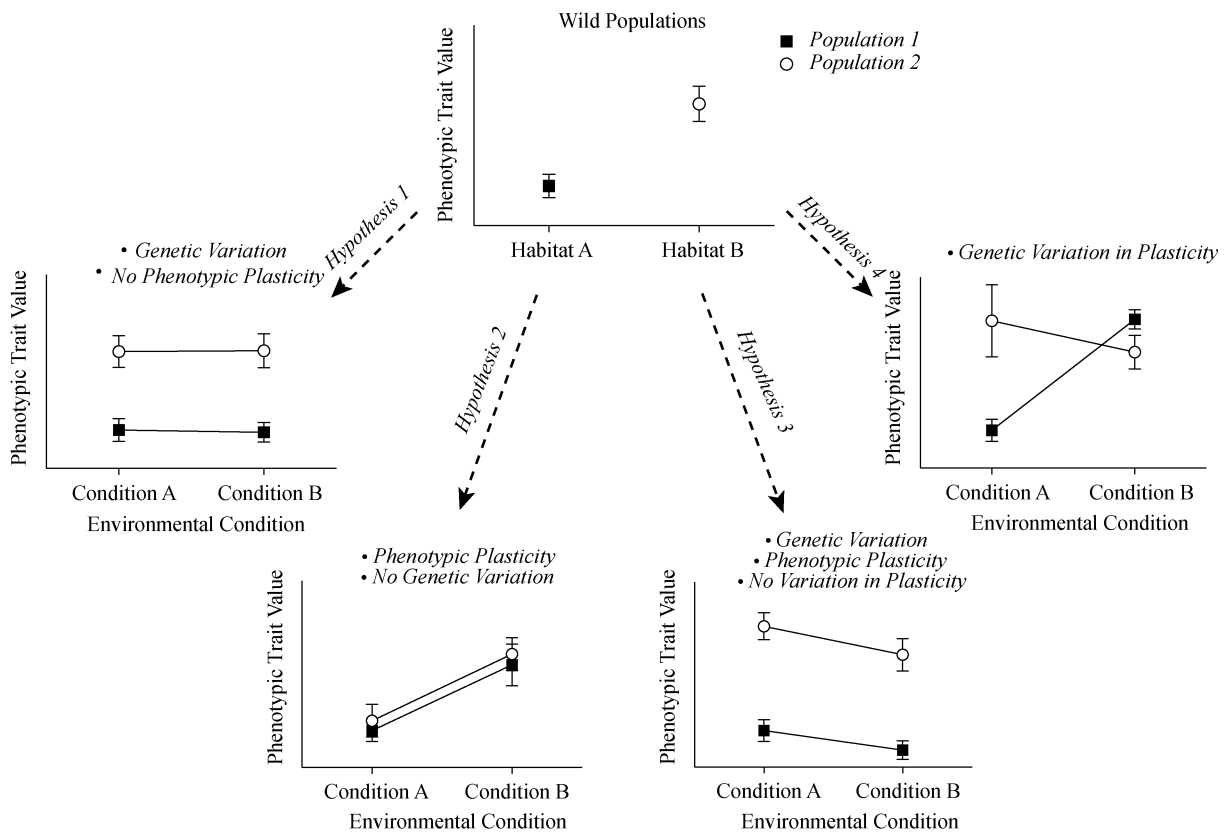 Wild Populations
Population 1
Population 2
Phenotypic Trait Value
Habitat A
Habitat B
Hypothesis 1
Hypothesis 2
Hypothesis 3
Hypothesis 4
• Genetic Variation
• No Phenotypic Plasticity
Phenotypic Trait Value
Condition A
Condition B
Environmental Condition
• Genetic Variation in Plasticity
Phenotypic Trait Value
Condition A
Condition B
Environmental Condition
• Phenotypic Plasticity
• No Genetic Variation
Phenotypic Trait Value
Condition A
Condition B
Environmental Condition
• Genetic Variation
• Phenotypic Plasticity
• No Variation in Plasticity
Phenotypic Trait Value
Condition A
Condition B
Environmental Condition